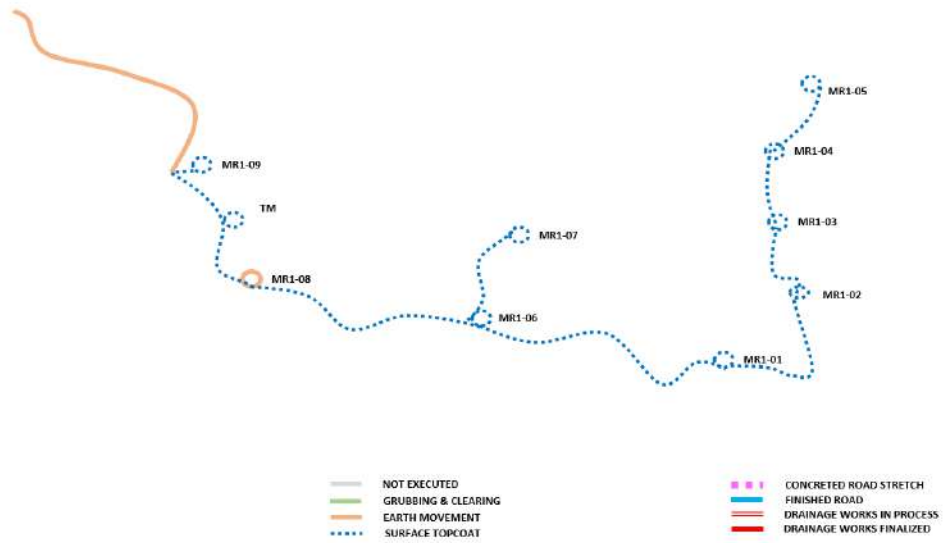 MR1-05
MR1-04
MR1-09
TM
MR1-03
MR1-07
MR1-08
MR1-02
MR1-06
MR1-01
NOT EXECUTED
GRUBBING & CLEARING
EARTH MOVEMENT
SURFACE TOPCOAT
CONCRETED ROAD STRETCH
FINISHED ROAD
DRAINAGE WORKS IN PROCESS
DRAINAGE WORKS FINALIZED